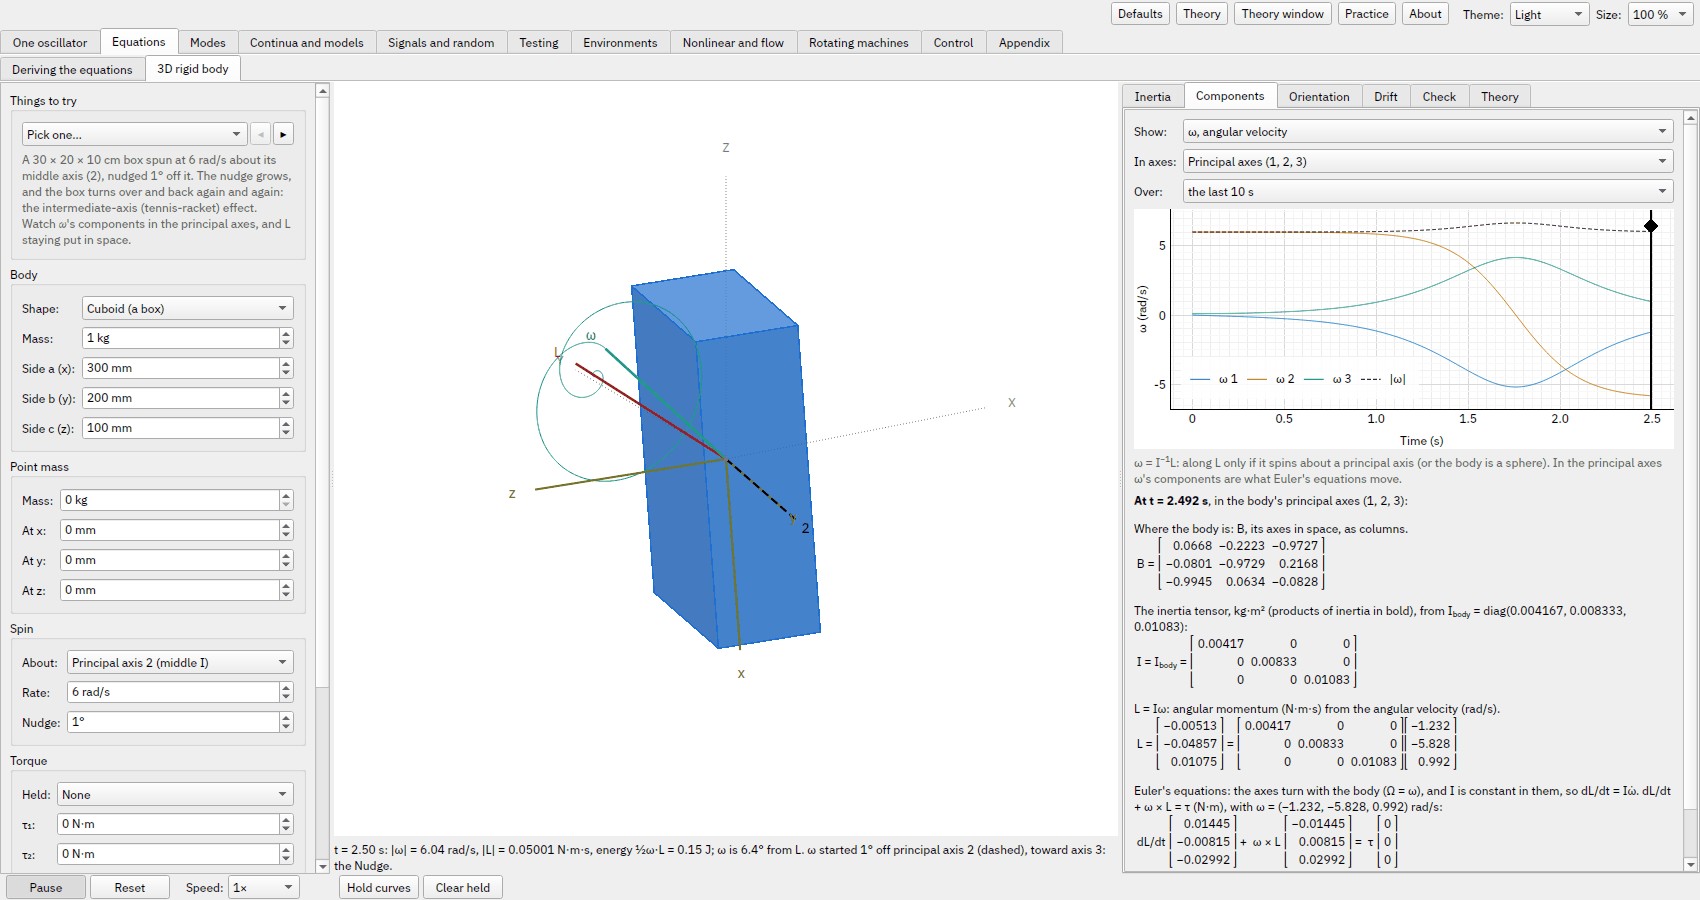 Defaults Theory Theory window Practice About Theme: Light Size: 100 %
One oscillator Equations Modes Continua and models Signals and random Testing Environments Nonlinear and flow Rotating machines Control Appendix
Deriving the equations 3D rigid body
Things to try
Pick one...
A 30 × 20 × 10 cm box spun at 6 rad/s about its
middle axis (2), nudged 1° off it. The nudge grows,
and the box turns over and back again and again:
the intermediate-axis (tennis-racket) effect.
Watch ω's components in the principal axes, and L
staying put in space.
Body
Shape: Cuboid (a box)
Mass: 1 kg
Side a (x): 300 mm
Side b (y): 200 mm
Side c (z): 100 mm
Point mass
Mass: 0 kg
At x: 0 mm
At y: 0 mm
At z: 0 mm
Spin
About: Principal axis 2 (middle I)
Rate: 6 rad/s
Nudge: 1°
Torque
Held: None
τ₁: 0 N·m
τ₂: 0 N·m
Pause Reset Speed: 1×
Z
X
ω
L
z
2
x
t = 2.50 s: |ω| = 6.04 rad/s, |L| = 0.05001 N·m·s, energy ½ω·L = 0.15 J; ω is 6.4° from L. ω started 1° off principal axis 2 (dashed), toward axis 3:
the Nudge.
Hold curves Clear held
Inertia Components Orientation Drift Check Theory
Show: ω, angular velocity
In axes: Principal axes (1, 2, 3)
Over: the last 10 s
ω (rad/s)
5
0
-5
ω 1 ω 2 ω 3 |ω|
0 0.5 1.0 1.5 2.0 2.5
Time (s)
ω = I⁻¹L: along L only if it spins about a principal axis (or the body is a sphere). In the principal axes
ω's components are what Euler's equations move.
At t = 2.492 s, in the body's principal axes (1, 2, 3):
Where the body is: B, its axes in space, as columns.
0.0668 −0.2223 −0.9727
B = −0.0801 −0.9729 0.2168
−0.9945 0.0634 −0.0828
The inertia tensor, kg·m² (products of inertia in bold), from I_body = diag(0.004167, 0.008333,
0.01083):
0.00417 0 0
I = I_body = 0 0.00833 0
0 0 0.01083
L = Iω: angular momentum (N·m·s) from the angular velocity (rad/s).
−0.00513 0.00417 0 0 −1.232
L = −0.04857 = 0 0.00833 0 −5.828
0.01075 0 0 0.01083 0.992
Euler's equations: the axes turn with the body (Ω = ω), and I is constant in them, so dL/dt = Iω̇. dL/dt
+ ω × L = τ (N·m), with ω = (−1.232, −5.828, 0.992) rad/s:
0.01445 −0.01445 0
dL/dt −0.00815 + ω × L 0.00815 = τ 0
−0.02992 0.02992 0